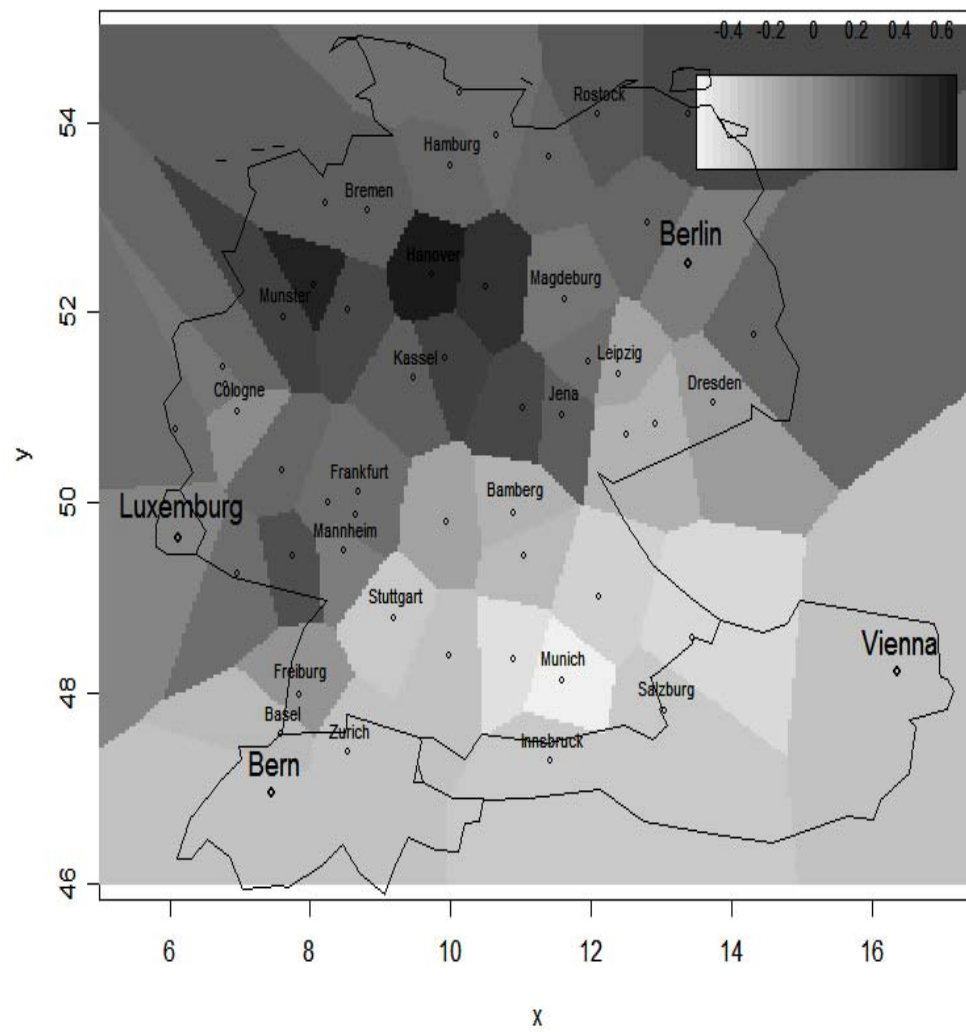 -0.4 -0.2 0 0.2 0.4 0.6
54
Rostock
Hamburg
Bremen
Berlin
Hanover
Magdeburg
Munster
52
Kassel
Leipzig
Cologne
Jena
Dresden
y
Frankfurt
Bamberg
50
Luxemburg
Mannheim
Stuttgart
Munich
Vienna
Freiburg
48
Salzburg
Basel
Zurich
Innsbruck
Bern
46
6 8 10 12 14 16
x